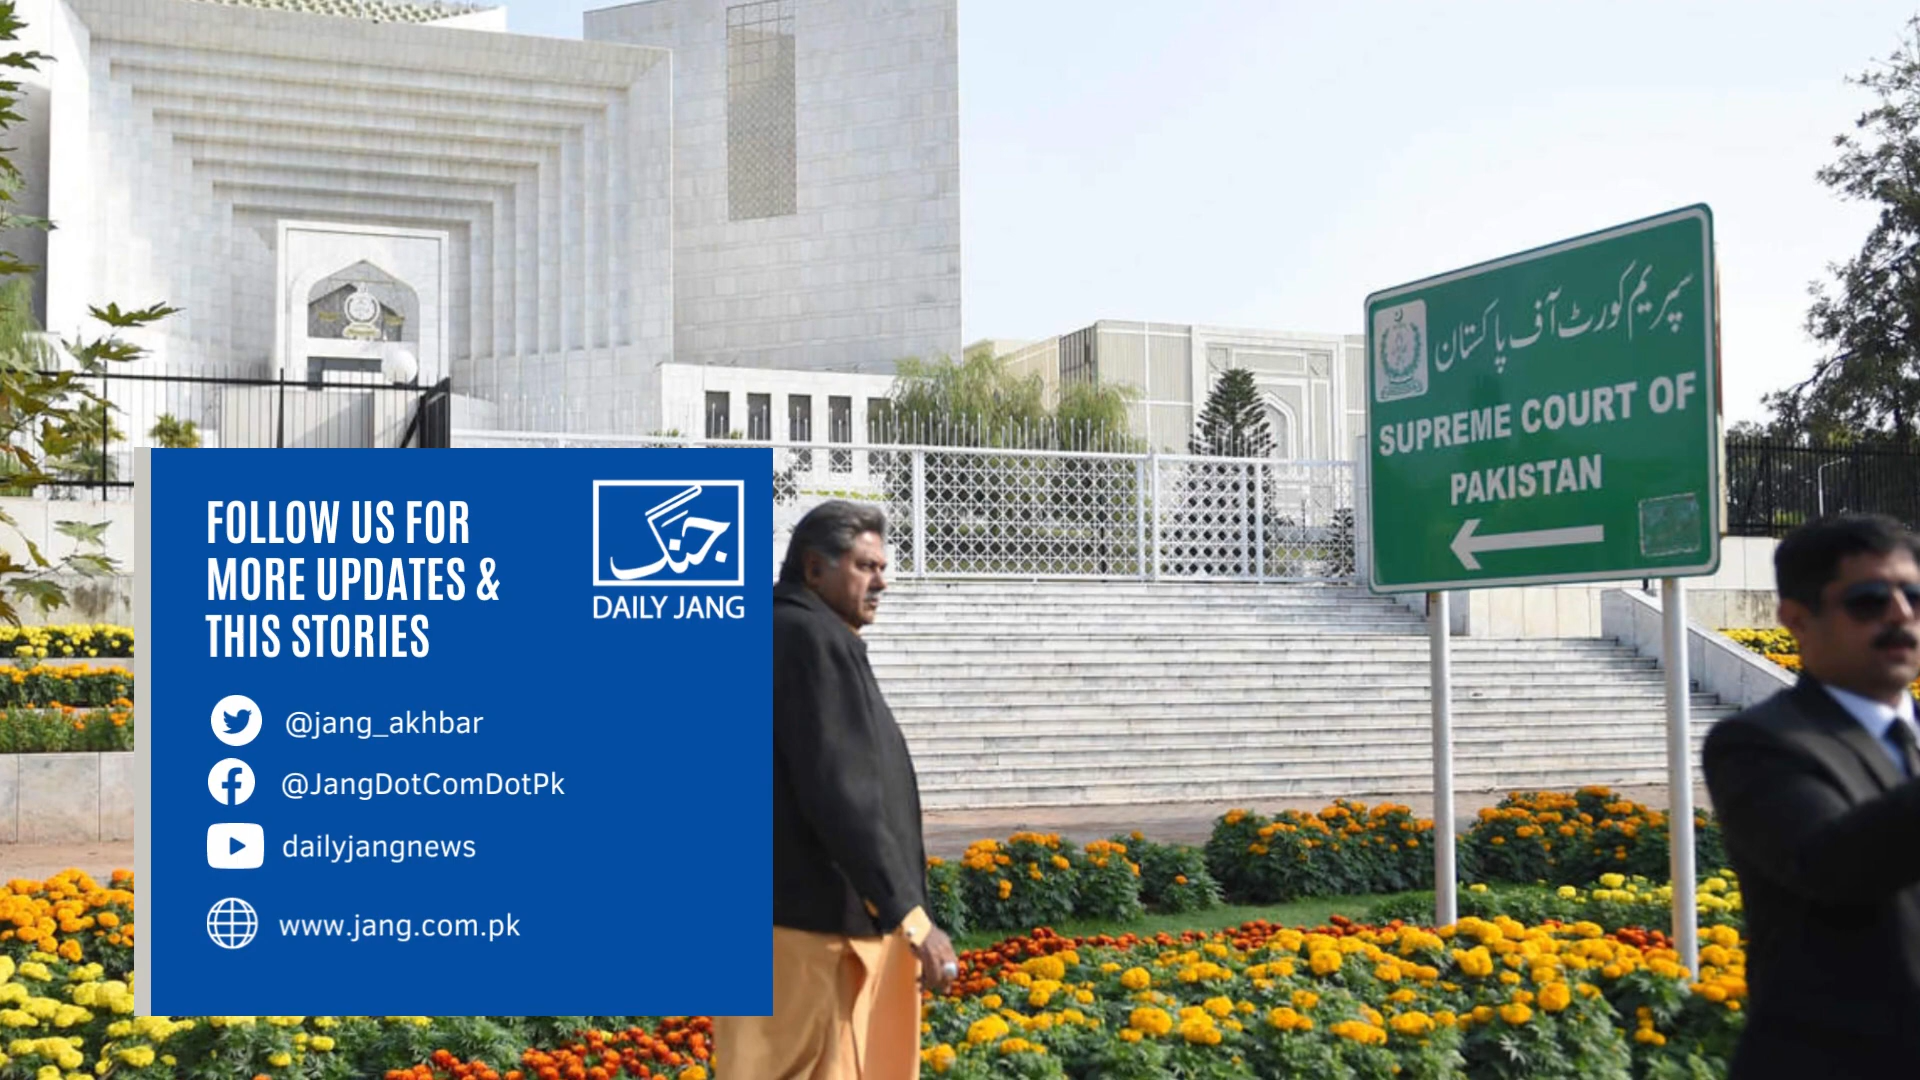 سپریم کورٹ آف پاکستان
SUPREME COURT OF
PAKISTAN
FOLLOW US FOR
MORE UPDATES &
THIS STORIES
جنگ
DAILY JANG
@jang_akhbar
@JangDotComDotPk
dailyjangnews
www.jang.com.pk